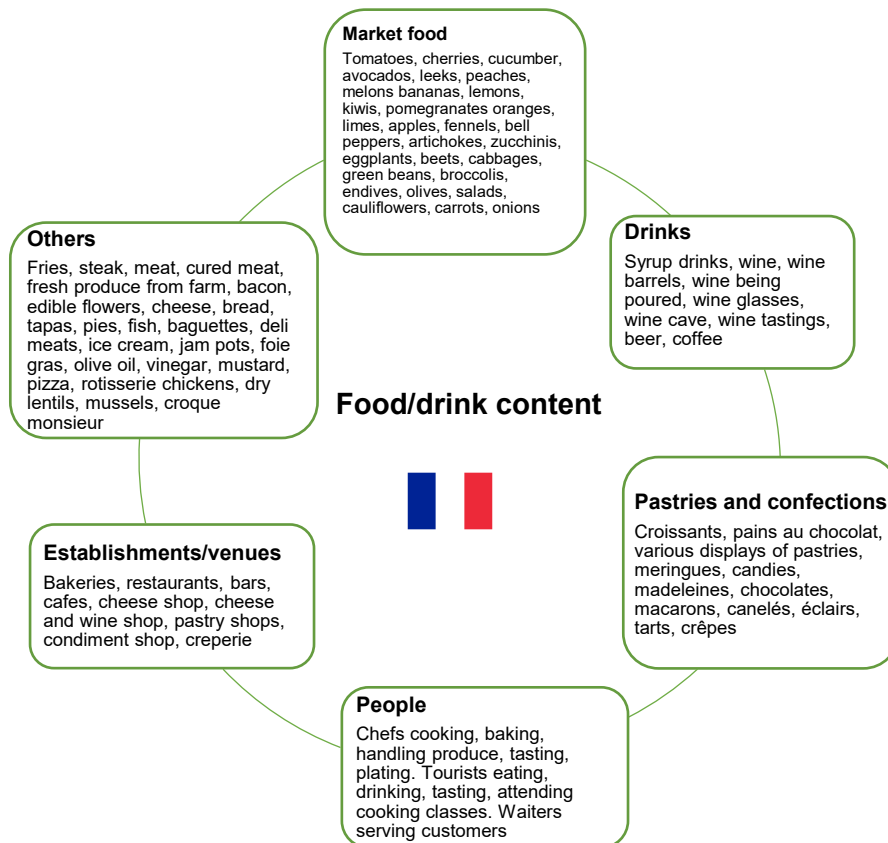 Market food
Tomatoes, cherries, cucumber,
avocados, leeks, peaches,
melons bananas, lemons,
kiwis, pomegranates oranges,
limes, apples, fennels, bell
peppers, artichokes, zucchinis,
eggplants, beets, cabbages,
green beans, broccolis,
endives, olives, salads,
cauliflowers, carrots, onions
Drinks
Syrup drinks, wine, wine
barrels, wine being
poured, wine glasses,
wine cave, wine tastings,
beer, coffee
Pastries and confections
Croissants, pains au chocolat,
various displays of pastries,
meringues, candies,
madeleines, chocolates,
macarons, canelés, éclairs,
tarts, crêpes
People
Chefs cooking, baking,
handling produce, tasting,
plating. Tourists eating,
drinking, tasting, attending
cooking classes. Waiters
serving customers
Establishments/venues
Bakeries, restaurants, bars,
cafes, cheese shop, cheese
and wine shop, pastry shops,
condiment shop, creperie
Others
Fries, steak, meat, cured meat,
fresh produce from farm, bacon,
edible flowers, cheese, bread,
tapas, pies, fish, baguettes, deli
meats, ice cream, jam pots, foie
gras, olive oil, vinegar, mustard,
pizza, rotisserie chickens, dry
lentils, mussels, croque
monsieur
Food/drink content